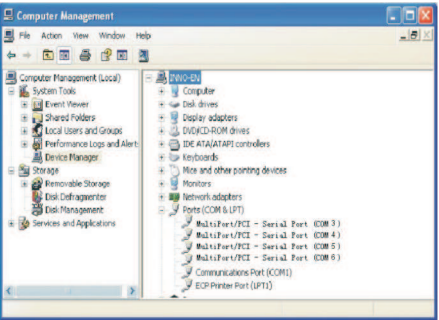 Computer Management
File Action View Window Help
Computer Management (Local)
System Tools
Event Viewer
Shared Folders
Local Users and Groups
Performance Logs and Alert
Device Manager
Storage
Removable Storage
Disk Defragmenter
Disk Management
Services and Applications
INNO-EN
Computer
Disk drives
Display adapters
DVD/CD-ROM drives
IDE ATA/ATAPI controllers
Keyboards
Mice and other pointing devices
Monitors
Network adapters
Ports (COM & LPT)
MultiPort/PCI - Serial Port (COM 3)
MultiPort/PCI - Serial Port (COM 4)
MultiPort/PCI - Serial Port (COM 5)
MultiPort/PCI - Serial Port (COM 6)
Communications Port (COM1)
ECP Printer Port (LPT1)